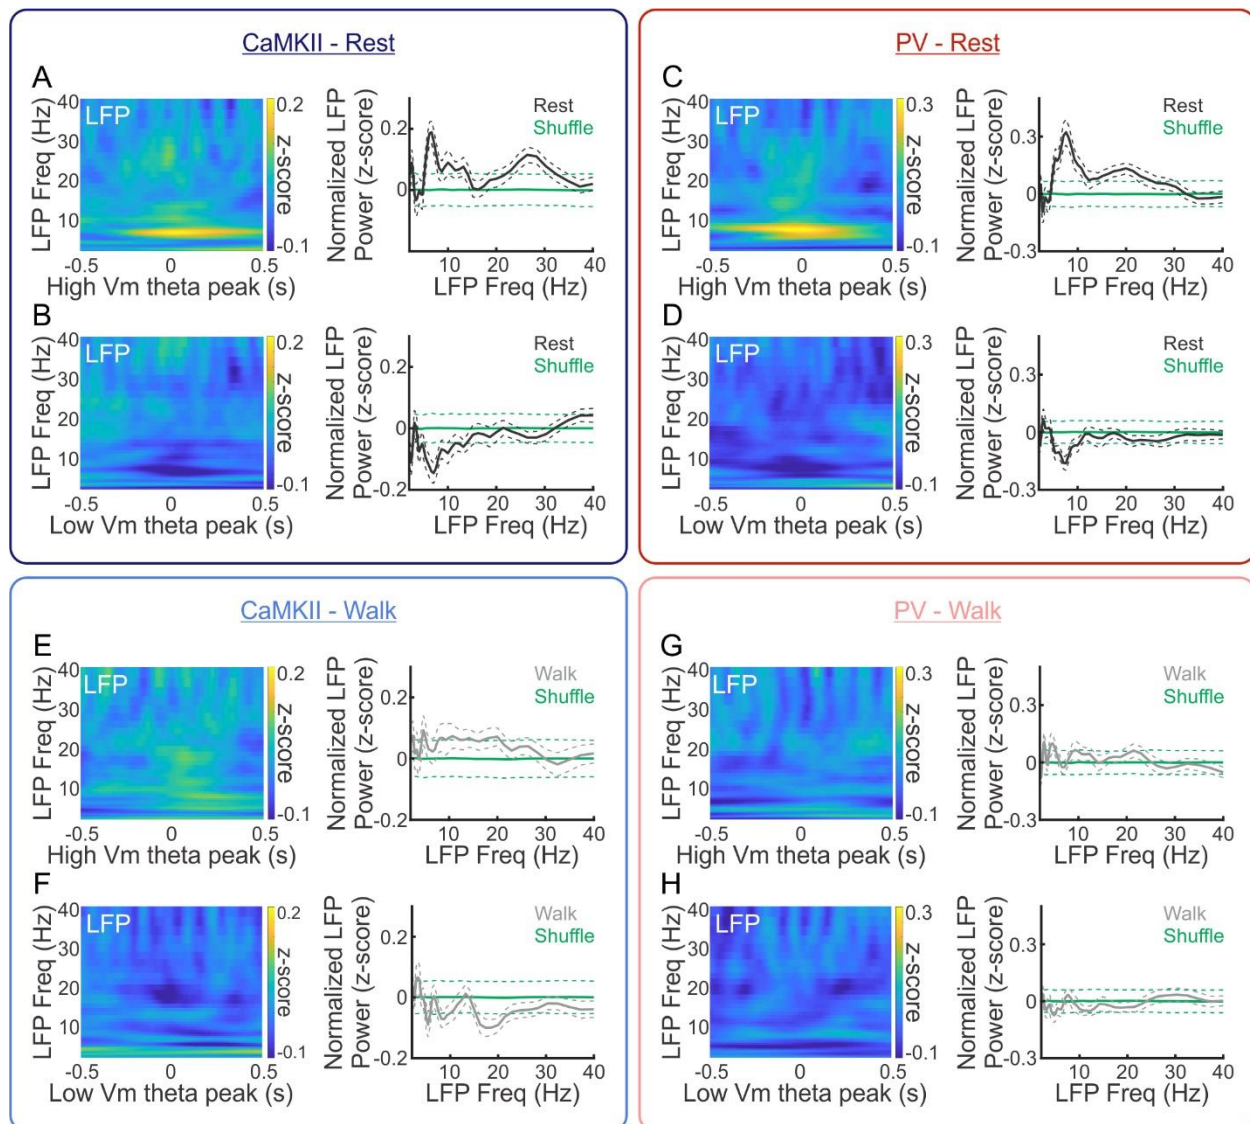 CaMKII - Rest
A
LFP Freq (Hz)
40
30
20
10
LFP
0.2
z-score
-0.1
-0.5
0
0.5
High Vm theta peak (s)
Normalized LFP
Power (z-score)
0.2
0
Rest
Shuffle
10
20
30
40
LFP Freq (Hz)
B
LFP Freq (Hz)
40
30
20
10
LFP
0.2
z-score
-0.1
-0.5
0
0.5
Low Vm theta peak (s)
Normalized LFP
Power (z-score)
0.2
0
-0.2
Rest
Shuffle
10
20
30
40
LFP Freq (Hz)
PV - Rest
C
LFP Freq (Hz)
40
30
20
10
LFP
0.3
z-score
-0.1
-0.5
0
0.5
High Vm theta peak (s)
Normalized LFP
Power (z-score)
0.3
0
-0.3
Rest
Shuffle
10
20
30
40
LFP Freq (Hz)
D
LFP Freq (Hz)
40
30
20
10
LFP
0.3
z-score
-0.1
-0.5
0
0.5
Low Vm theta peak (s)
Normalized LFP
Power (z-score)
0.3
0
-0.3
Rest
Shuffle
10
20
30
40
LFP Freq (Hz)
CaMKII - Walk
E
LFP Freq (Hz)
40
30
20
10
LFP
0.2
z-score
-0.1
-0.5
0
0.5
High Vm theta peak (s)
Normalized LFP
Power (z-score)
0.2
0
-0.2
Walk
Shuffle
10
20
30
40
LFP Freq (Hz)
F
LFP Freq (Hz)
40
30
20
10
LFP
0.2
z-score
-0.1
-0.5
0
0.5
Low Vm theta peak (s)
Normalized LFP
Power (z-score)
0.2
0
-0.2
Walk
Shuffle
10
20
30
40
LFP Freq (Hz)
PV - Walk
G
LFP Freq (Hz)
40
30
20
10
LFP
0.3
z-score
-0.1
-0.5
0
0.5
High Vm theta peak (s)
Normalized LFP
Power (z-score)
0.3
0
-0.3
Walk
Shuffle
10
20
30
40
LFP Freq (Hz)
H
LFP Freq (Hz)
40
30
20
10
LFP
0.3
z-score
-0.1
-0.5
0
0.5
Low Vm theta peak (s)
Normalized LFP
Power (z-score)
0.3
0
-0.3
Walk
Shuffle
10
20
30
40
LFP Freq (Hz)